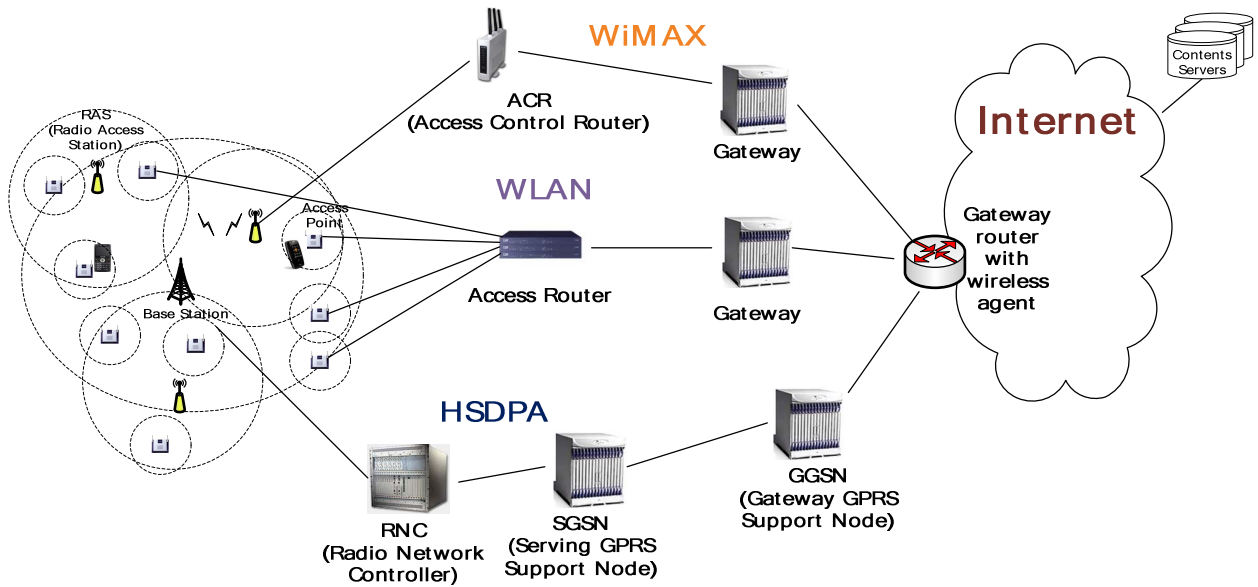 WiMAX
Contents
Servers
ACR
(Access Control Router)
RAS
(Radio Access
Station)
Internet
Gateway
WLAN
Access
Point
Gateway
router
with
wireless
agent
Access Router
Base Station
Gateway
HSDPA
GGSN
(Gateway GPRS
Support Node)
RNC
(Radio Network
Controller)
SGSN
(Serving GPRS
Support Node)